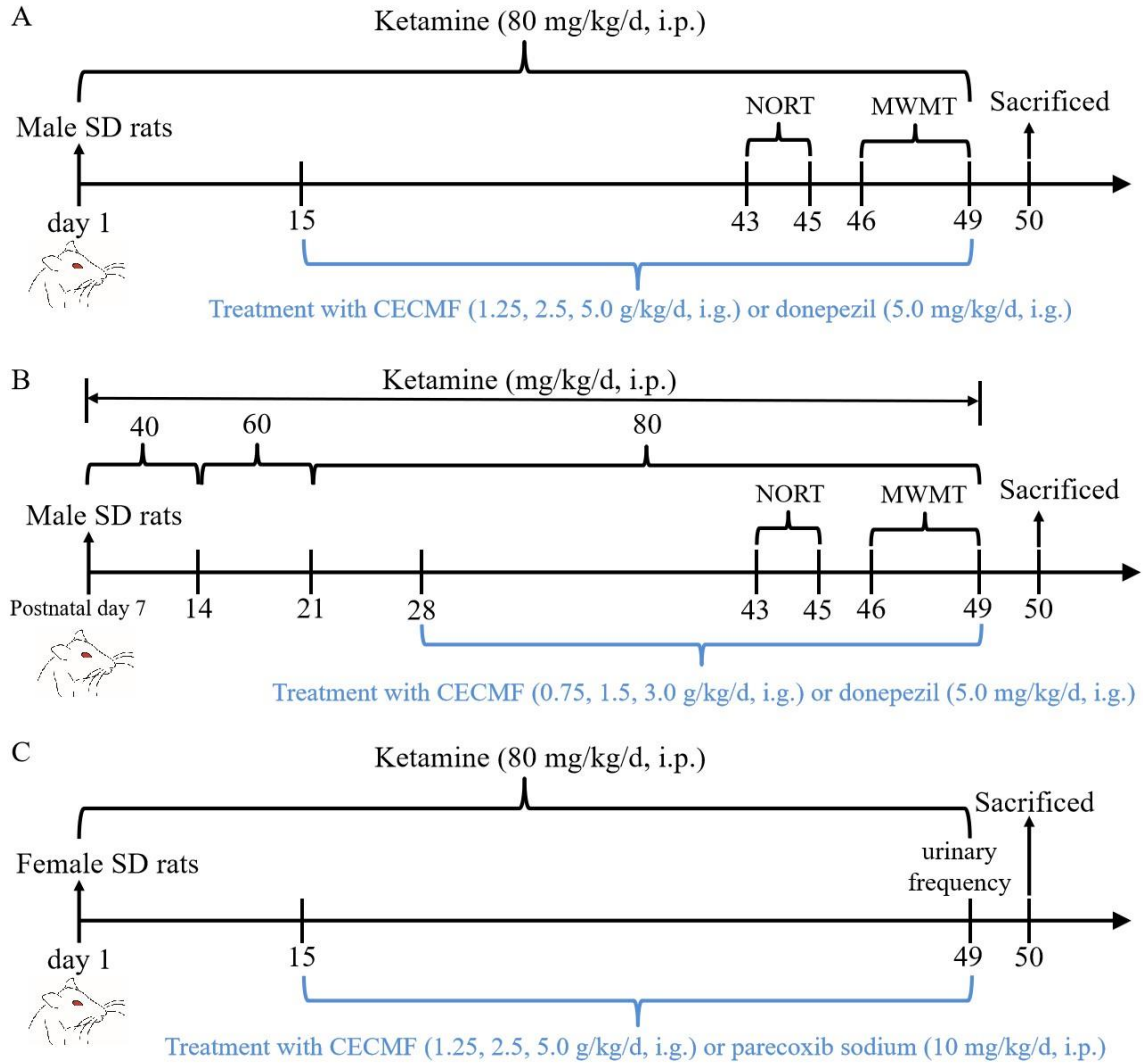 A
Ketamine (80 mg/kg/d, i.p.)
NORT
MWMT
Sacrificed
Male SD rats
day 1
15
43
45
46
49
50
Treatment with CECMF (1.25, 2.5, 5.0 g/kg/d, i.g.) or donepezil (5.0 mg/kg/d, i.g.)
B
Ketamine (mg/kg/d, i.p.)
40
60
80
NORT
MWMT
Sacrificed
Male SD rats
Postnatal day 7
14
21
28
43
45
46
49
50
Treatment with CECMF (0.75, 1.5, 3.0 g/kg/d, i.g.) or donepezil (5.0 mg/kg/d, i.g.)
C
Ketamine (80 mg/kg/d, i.p.)
Sacrificed
Female SD rats
urinary
frequency
day 1
15
49
50
Treatment with CECMF (1.25, 2.5, 5.0 g/kg/d, i.g.) or parecoxib sodium (10 mg/kg/d, i.p.)